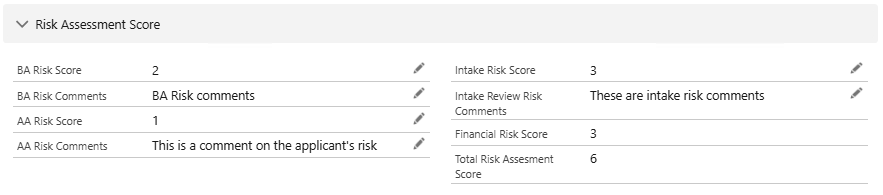 Risk Assessment Score
BA Risk Score 2
BA Risk Comments BA Risk comments
AA Risk Score 1
AA Risk Comments This is a comment on the applicant's risk
Intake Risk Score 3
Intake Review Risk These are intake risk comments
Comments
Financial Risk Score 3
Total Risk Assesment 6
Score